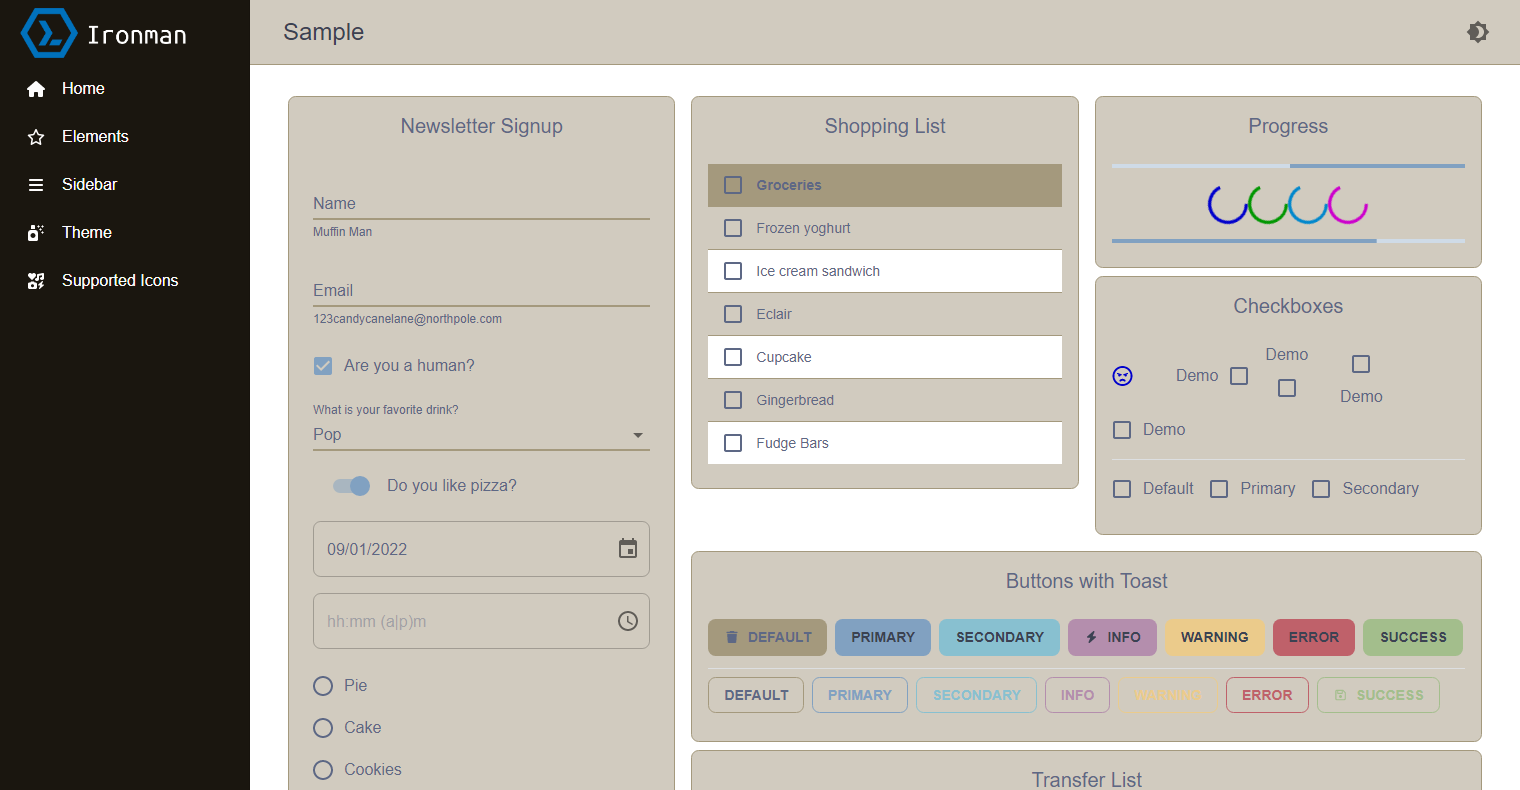 Ironman
Home
Elements
Sidebar
Theme
Supported Icons
Sample
Newsletter Signup
Name
Muffin Man
Email
123candycanelane@northpole.com
Are you a human?
What is your favorite drink?
Pop
Do you like pizza?
09/01/2022
hh:mm (a|p)m
Pie
Cake
Cookies
Shopping List
Groceries
Frozen yoghurt
Ice cream sandwich
Eclair
Cupcake
Gingerbread
Fudge Bars
Progress
Checkboxes
Demo
Demo
Demo
Demo
Default Primary Secondary
Buttons with Toast
DEFAULT PRIMARY SECONDARY INFO WARNING ERROR SUCCESS
DEFAULT PRIMARY SECONDARY INFO WARNING ERROR SUCCESS
Transfer List